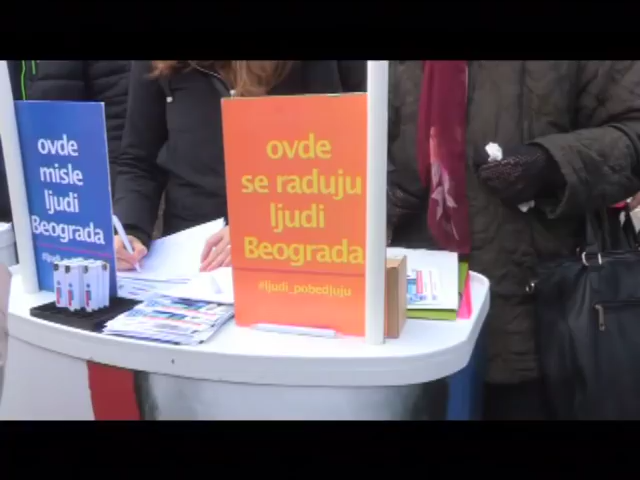 ovde
misle
ljudi
Beograda
ovde
se raduju
ljudi
Beograda
#ljudi_pobedjuju